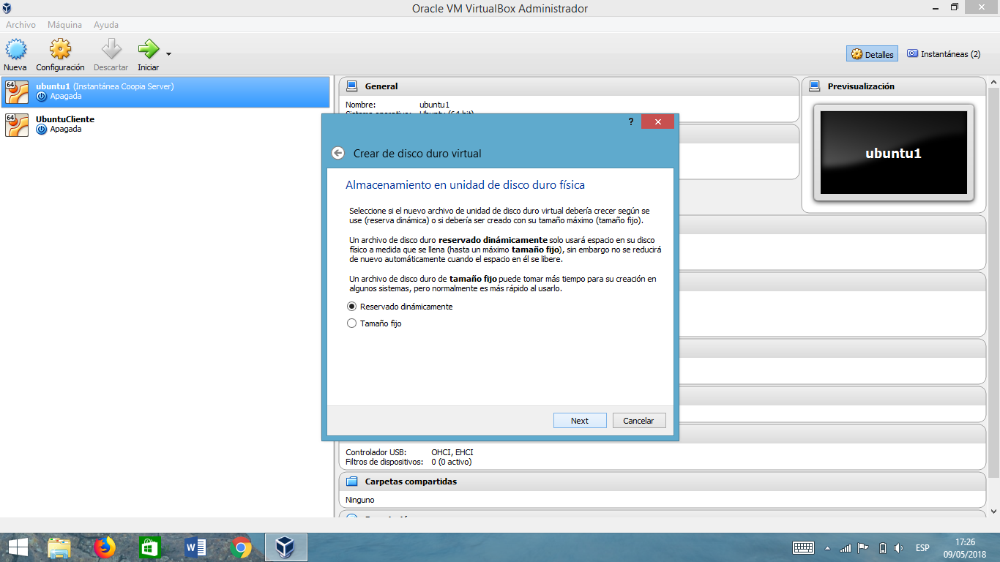 Oracle VM VirtualBox Administrador
Archivo Máquina Ayuda
Nueva Configuración Descartar Iniciar
Detalles Instantáneas (2)
64 ubuntu1 (Instantánea Coopia Server)
Apagada
64 UbuntuCliente
Apagada
General
Nombre: ubuntu1
Sistema operativo: Ubuntu (64 bit)
Previsualización
ubuntu1
?
Crear de disco duro virtual
Almacenamiento en unidad de disco duro física
Seleccione si el nuevo archivo de unidad de disco duro virtual debería crecer según se
use (reserva dinámica) o si debería ser creado con su tamaño máximo (tamaño fijo).
Un archivo de disco duro reservado dinámicamente solo usará espacio en su disco
físico a medida que se llena (hasta un máximo tamaño fijo), sin embargo no se reducirá
de nuevo automáticamente cuando el espacio en él se libere.
Un archivo de disco duro de tamaño fijo puede tomar más tiempo para su creación en
algunos sistemas, pero normalmente es más rápido al usarlo.
Reservado dinámicamente
Tamaño fijo
Next Cancelar
Controlador USB: OHCI, EHCI
Filtros de dispositivos: 0 (0 activo)
Carpetas compartidas
Ninguno
ESP
17:26
09/05/2018